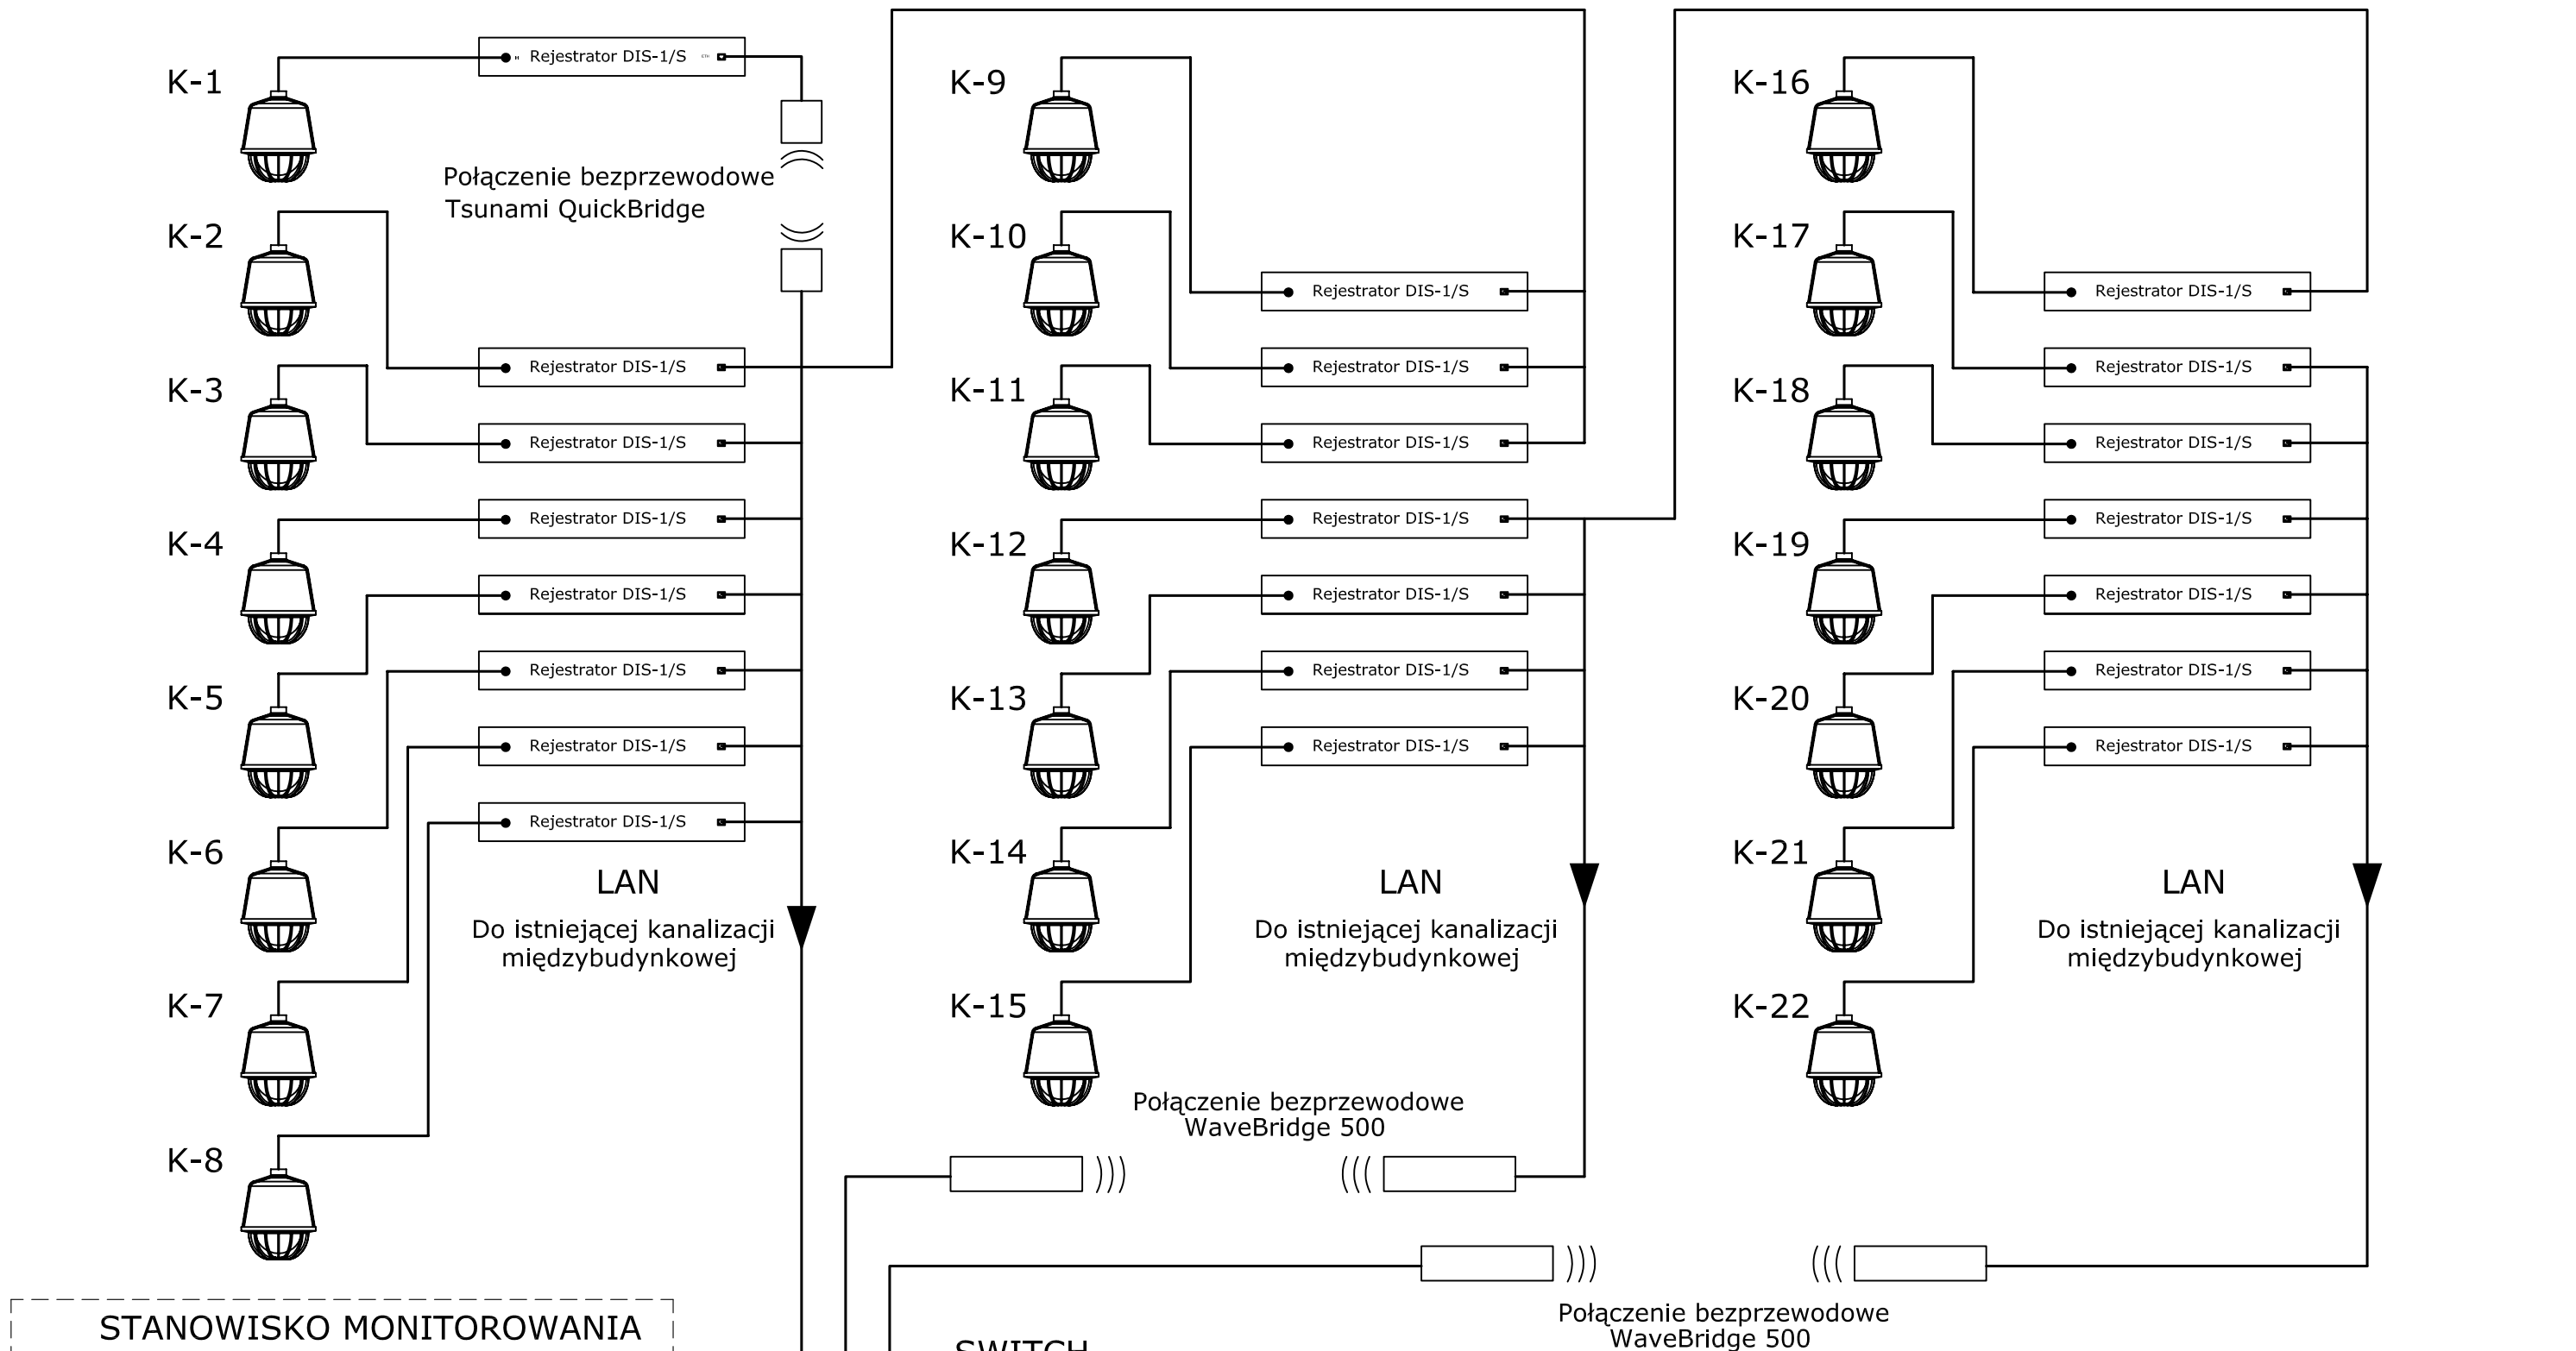 K-1
Rejestrator DIS-1/S
Połączenie bezprzewodowe
Tsunami QuickBridge
K-2
Rejestrator DIS-1/S
K-3
Rejestrator DIS-1/S
K-4
Rejestrator DIS-1/S
Rejestrator DIS-1/S
K-5
Rejestrator DIS-1/S
Rejestrator DIS-1/S
K-6
Rejestrator DIS-1/S
LAN
Do istniejącej kanalizacji
międzybudynkowej
K-7
K-8
K-9
K-10
Rejestrator DIS-1/S
Rejestrator DIS-1/S
K-11
Rejestrator DIS-1/S
K-12
Rejestrator DIS-1/S
Rejestrator DIS-1/S
K-13
Rejestrator DIS-1/S
Rejestrator DIS-1/S
K-14
LAN
Do istniejącej kanalizacji
międzybudynkowej
K-15
Połączenie bezprzewodowe
WaveBridge 500
K-16
K-17
Rejestrator DIS-1/S
Rejestrator DIS-1/S
K-18
Rejestrator DIS-1/S
K-19
Rejestrator DIS-1/S
Rejestrator DIS-1/S
K-20
Rejestrator DIS-1/S
Rejestrator DIS-1/S
K-21
LAN
Do istniejącej kanalizacji
międzybudynkowej
K-22
Połączenie bezprzewodowe
WaveBridge 500
STANOWISKO MONITOROWANIA
SWITCH